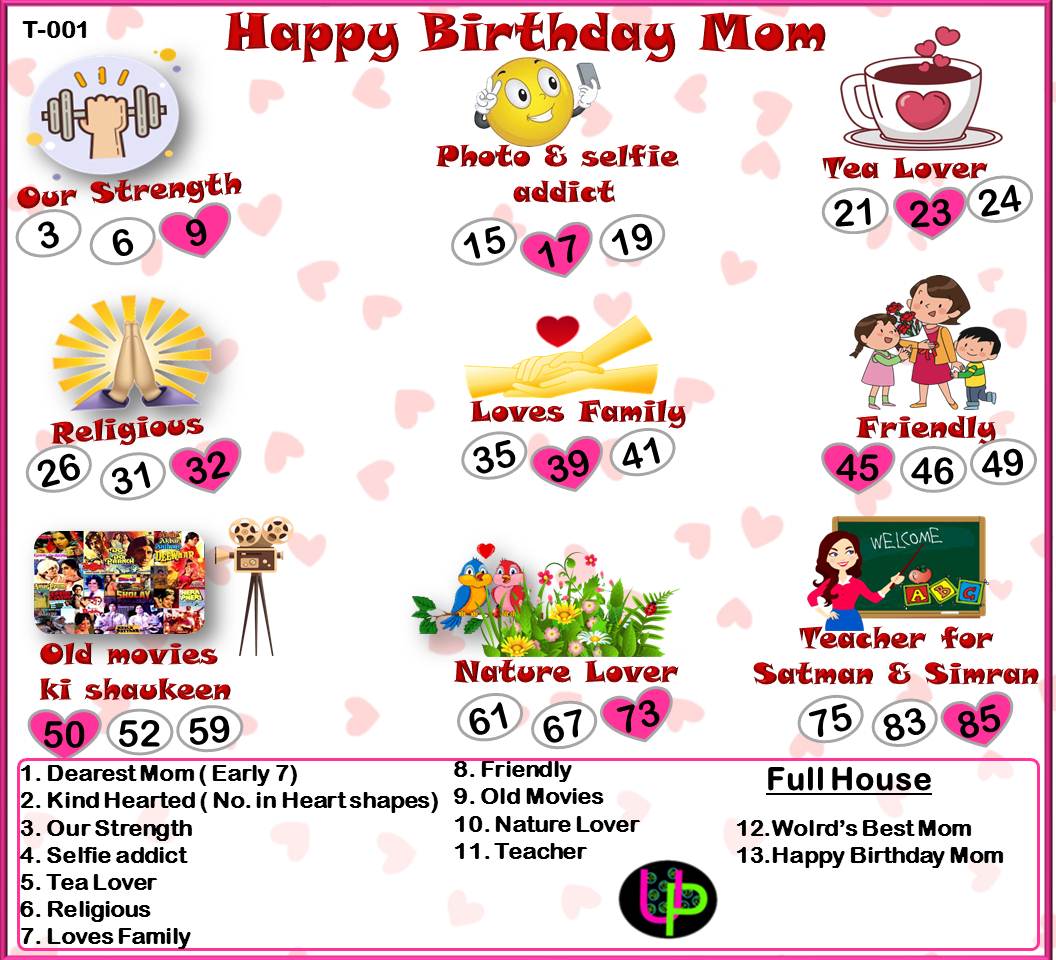 T-001
Happy Birthday Mom
Our Strength
3 6 9
Photo & selfie
addict
15 17 19
Tea Lover
21 23 24
Religious
26 31 32
Loves Family
35 39 41
Friendly
45 46 49
DEEWAAR
SHOLAY
Old movies
ki shaukeen
50 52 59
Nature Lover
61 67 73
WELCOME
A B C
Teacher for
Satman & Simran
75 83 85
1. Dearest Mom ( Early 7)
2. Kind Hearted ( No. in Heart shapes)
3. Our Strength
4. Selfie addict
5. Tea Lover
6. Religious
7. Loves Family
8. Friendly
9. Old Movies
10. Nature Lover
11. Teacher
Full House
12.Wolrd's Best Mom
13.Happy Birthday Mom
UP